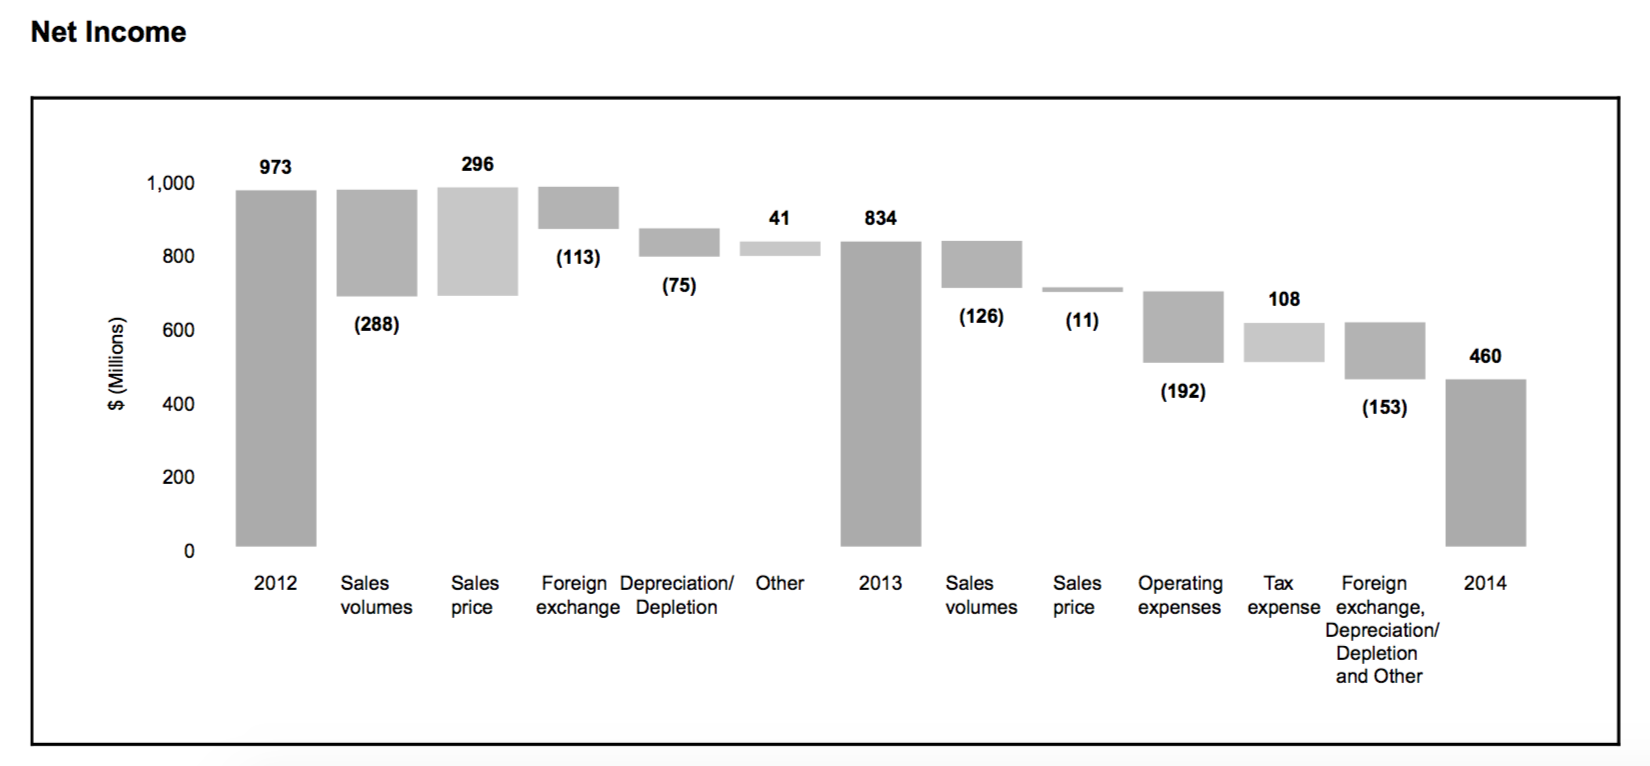 Net Income
973
296
1,000
41
834
800
(113)
(75)
108
(288)
(126)
(11)
600
460
$ (Millions)
(192)
(153)
400
200
0
2012
Sales
volumes
Sales
price
Foreign
exchange
Depreciation/
Depletion
Other
2013
Sales
volumes
Sales
price
Operating
expenses
Tax
expense
Foreign
exchange,
Depreciation/
Depletion
and Other
2014